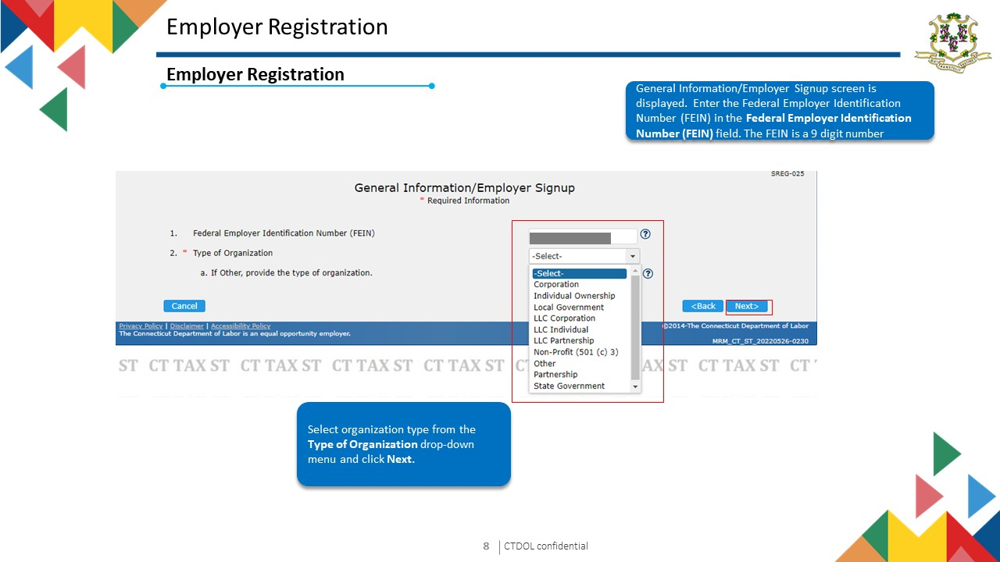 Employer Registration
Employer Registration
General Information/Employer Signup screen is
displayed. Enter the Federal Employer Identification
Number (FEIN) in the Federal Employer Identification
Number (FEIN) field. The FEIN is a 9 digit number
SREG-025
General Information/Employer Signup
* Required Information
1. Federal Employer Identification Number (FEIN)
2. * Type of Organization
-Select-
a. If Other, provide the type of organization.
-Select-
Corporation
Individual Ownership
Local Government
LLC Corporation
LLC Individual
LLC Partnership
Non-Profit (501 (c) 3)
Other
Partnership
State Government
Cancel
<Back
Next>
Privacy Policy | Disclaimer | Accessibility Policy
The Connecticut Department of Labor is an equal opportunity employer.
©2014-The Connecticut Department of Labor
MRM_CT_ST_20220526-0230
ST CT TAX ST CT TAX ST CT TAX ST CT TAX ST CT AX ST CT TAX ST CT
Select organization type from the
Type of Organization drop-down
menu and click Next.
8 CTDOL confidential